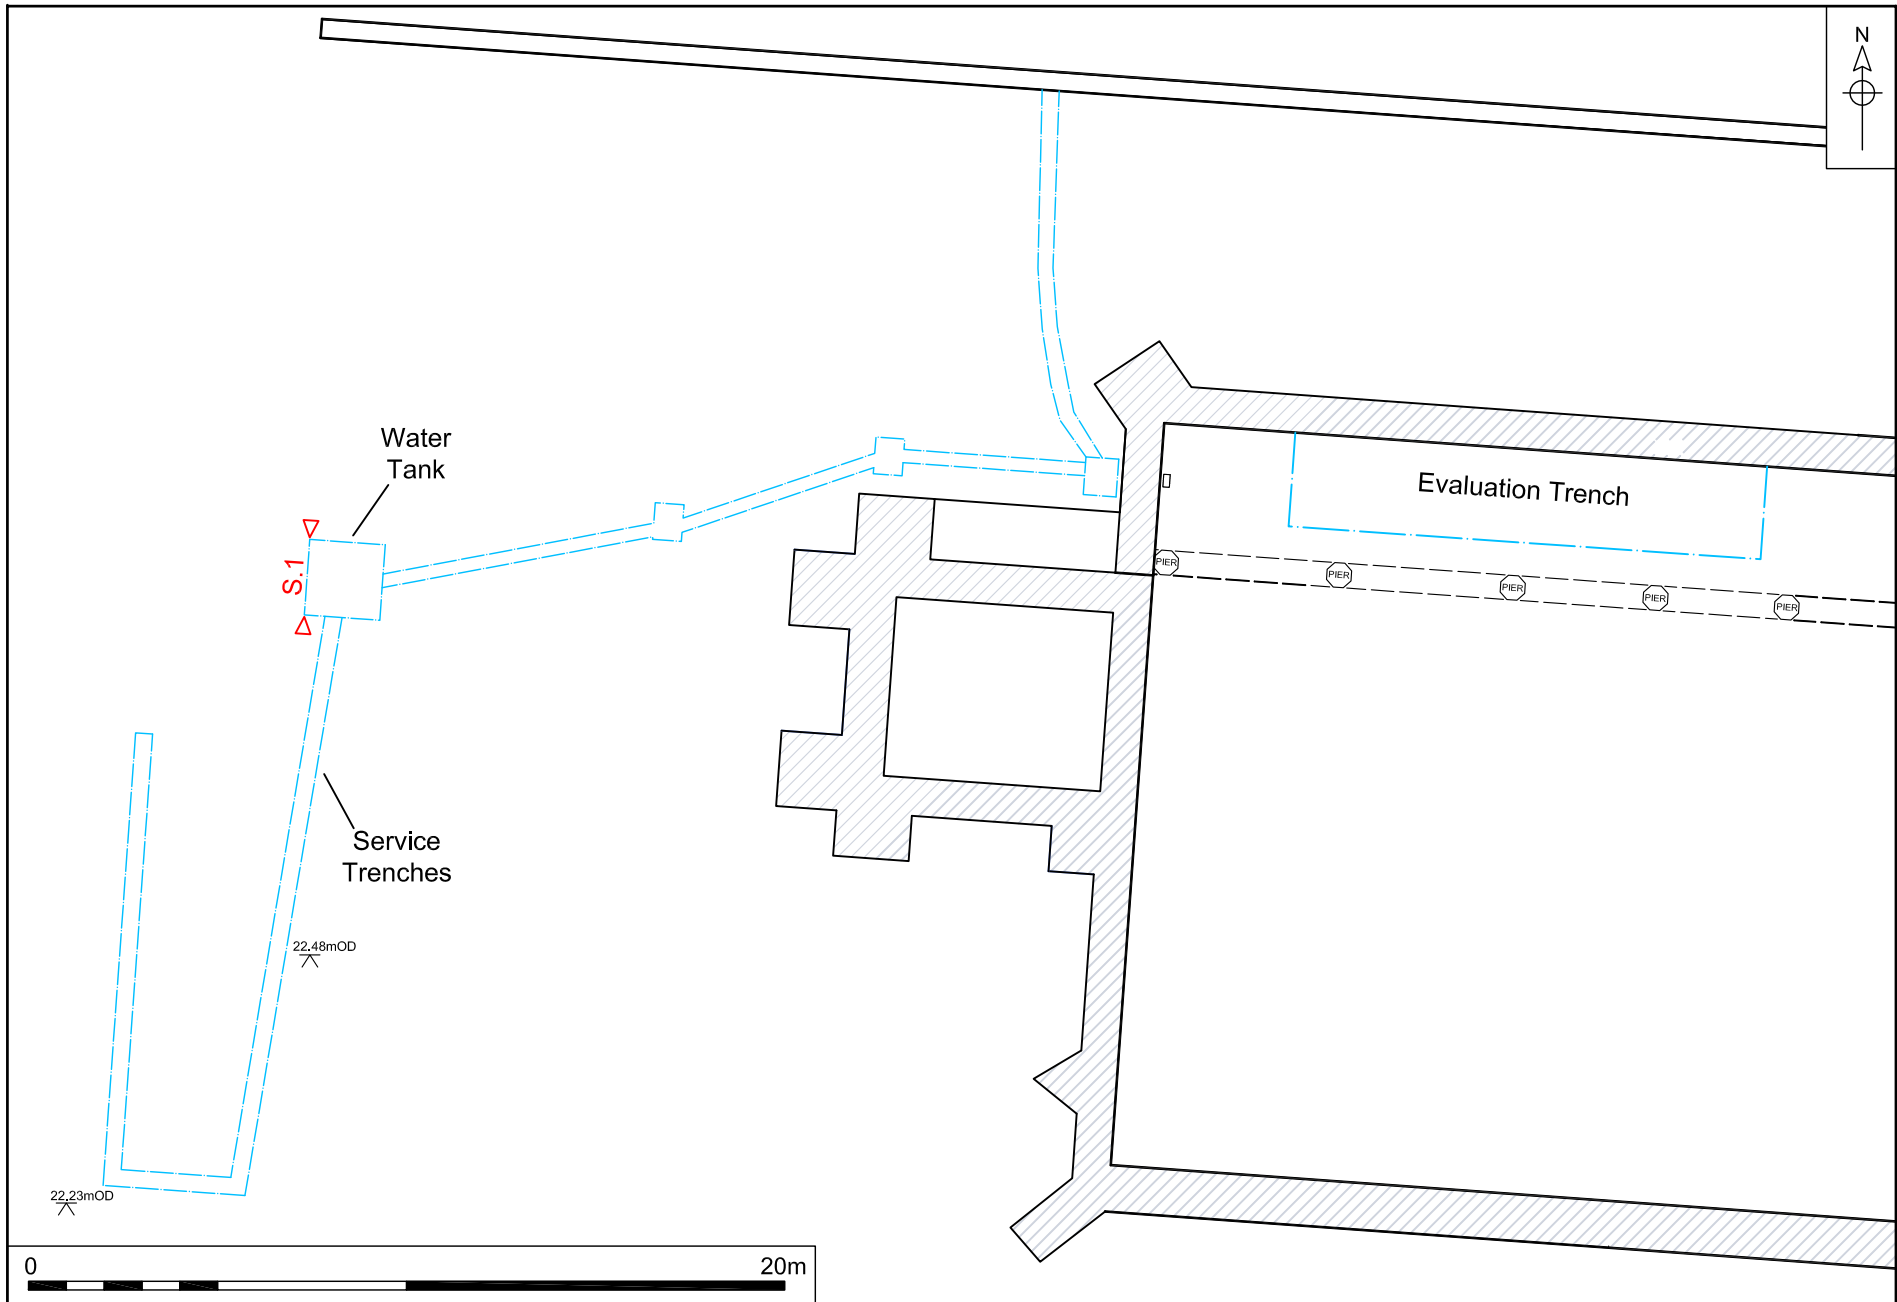 N
Water
Tank
Evaluation Trench
S.1
PIER
PIER
PIER
PIER
PIER
Service
Trenches
22.48mOD
22.23mOD
0
20m